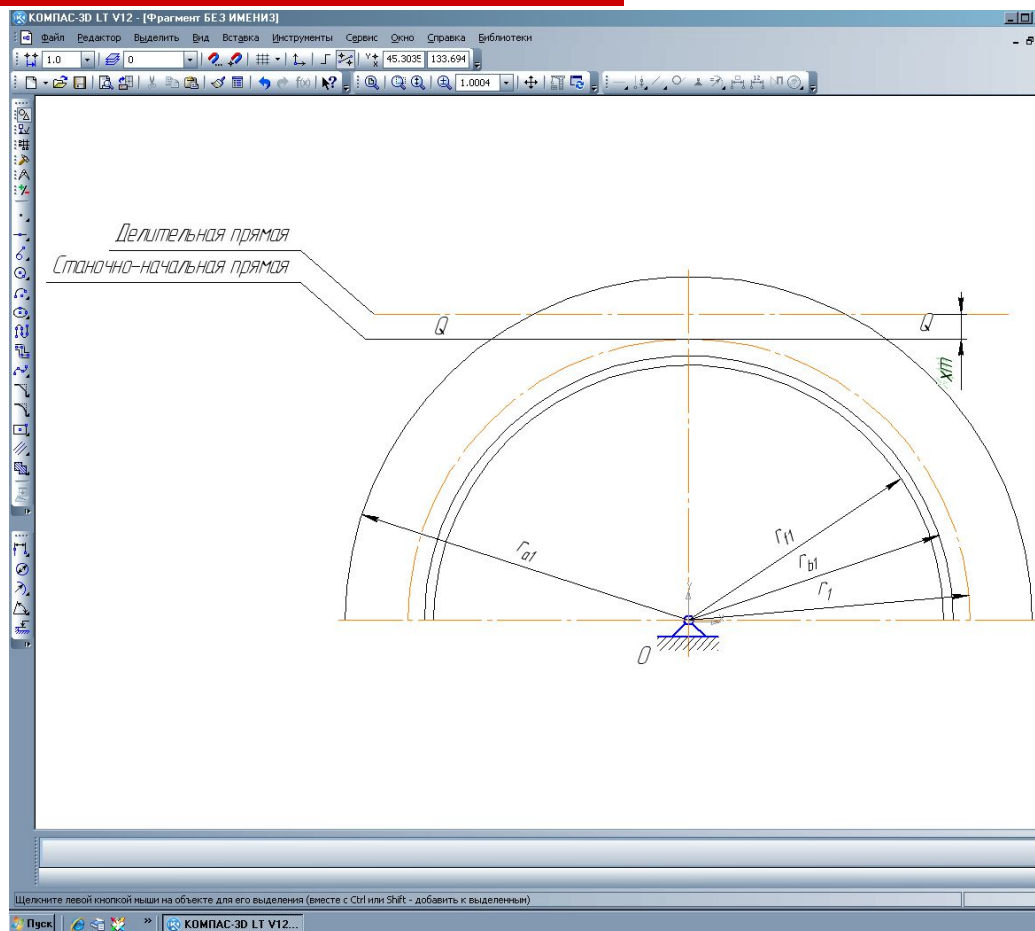 КОМПАС-3D LT V12 - [Фрагмент БЕЗ ИМЕНИ3]
Файл Редактор Выделить Вид Вставка Инструменты Сервис Окно Справка Библиотеки
1.0 0 45.3035 133.694
1.0004
Делительная прямая
Станочно-начальная прямая
Q Q
xm
ra1 rf1
rb1
r1
O
Щелкните левой кнопкой мыши на объекте для его выделения (вместе с Ctrl или Shift - добавить к выделенным)
Пуск » КОМПАС-3D LT V12...